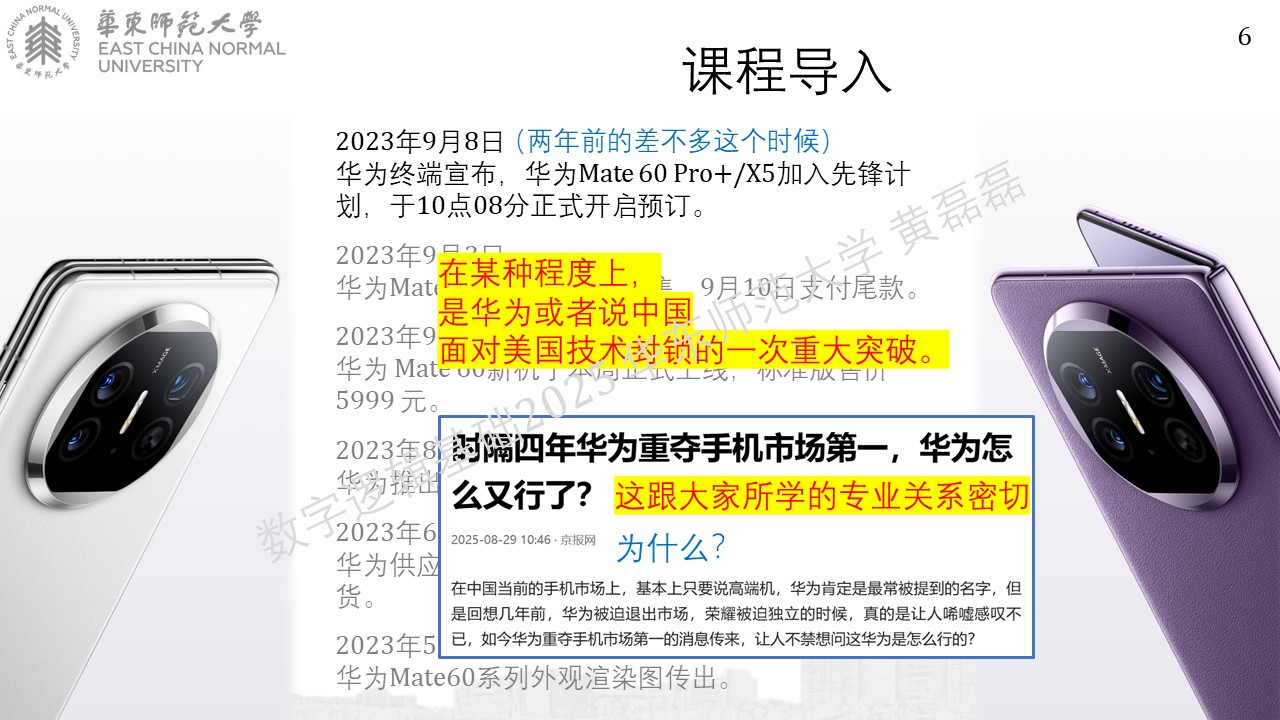 EAST CHINA NORMAL UNIVERSITY
華東師範大學
華東師範大學
EAST CHINA NORMAL
UNIVERSITY
6
课程导入
2023年9月8日（两年前的差不多这个时候）
华为终端宣布，华为Mate 60 Pro+/X5加入先锋计
划，于10点08分正式开启预订。
2023年9月3日
华为Mate
9月10日支付尾款。
在某种程度上，
是华为或者说中国
面对美国技术封锁的一次重大突破。
2023年9
华为 Mate 60新机于本周正式上线，标准版售价
5999 元。
2023年8
华为推出
2023年6
华为供应
货。
2023年5
华为Mate60系列外观渲染图传出。
时隔四年华为重夺手机市场第一，华为怎
么又行了？ 这跟大家所学的专业关系密切
2025-08-29 10:46 · 京报网 为什么？
在中国当前的手机市场上，基本上只要说高端机，华为肯定是最常被提到的名字，但
是回想几年前，华为被迫退出市场，荣耀被迫独立的时候，真的是让人唏嘘感叹不
已，如今华为重夺手机市场第一的消息传来，让人不禁想问这华为是怎么行的？
数字逻辑基础2025 华东师范大学 黄磊磊
XMAGE
XMAGE